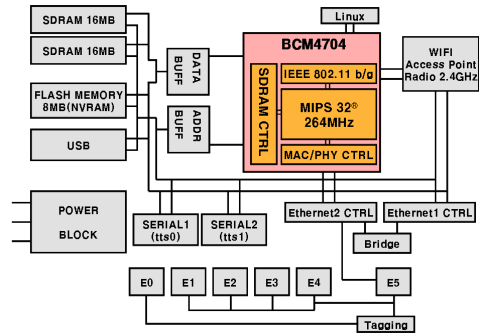 SDRAM 16MB
SDRAM 16MB
FLASH MEMORY
8MB(NVRAM)
USB
DATA
BUFF
ADDR
BUFF
Linux
BCM4704
SDRAM CTRL
IEEE 802.11 b/g
MIPS 32®
264MHz
MAC/PHY CTRL
WIFI
Access Point
Radio 2.4GHz
POWER
BLOCK
SERIAL1
(tts0)
SERIAL2
(tts1)
Ethernet2 CTRL
Ethernet1 CTRL
Bridge
E0
E1
E2
E3
E4
E5
Tagging